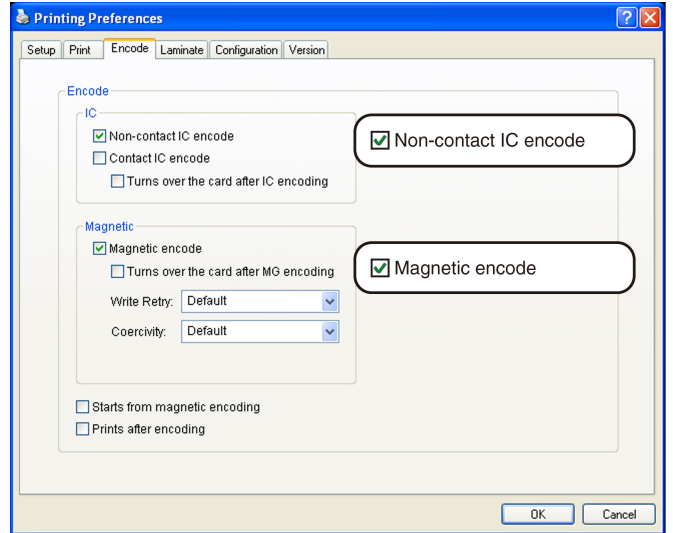 Printing Preferences
Setup Print Encode Laminate Configuration Version
Encode
IC
Non-contact IC encode
Non-contact IC encode
Contact IC encode
Turns over the card after IC encoding
Magnetic
Magnetic encode
Magnetic encode
Turns over the card after MG encoding
Write Retry: Default
Coercivity: Default
Starts from magnetic encoding
Prints after encoding
OK Cancel